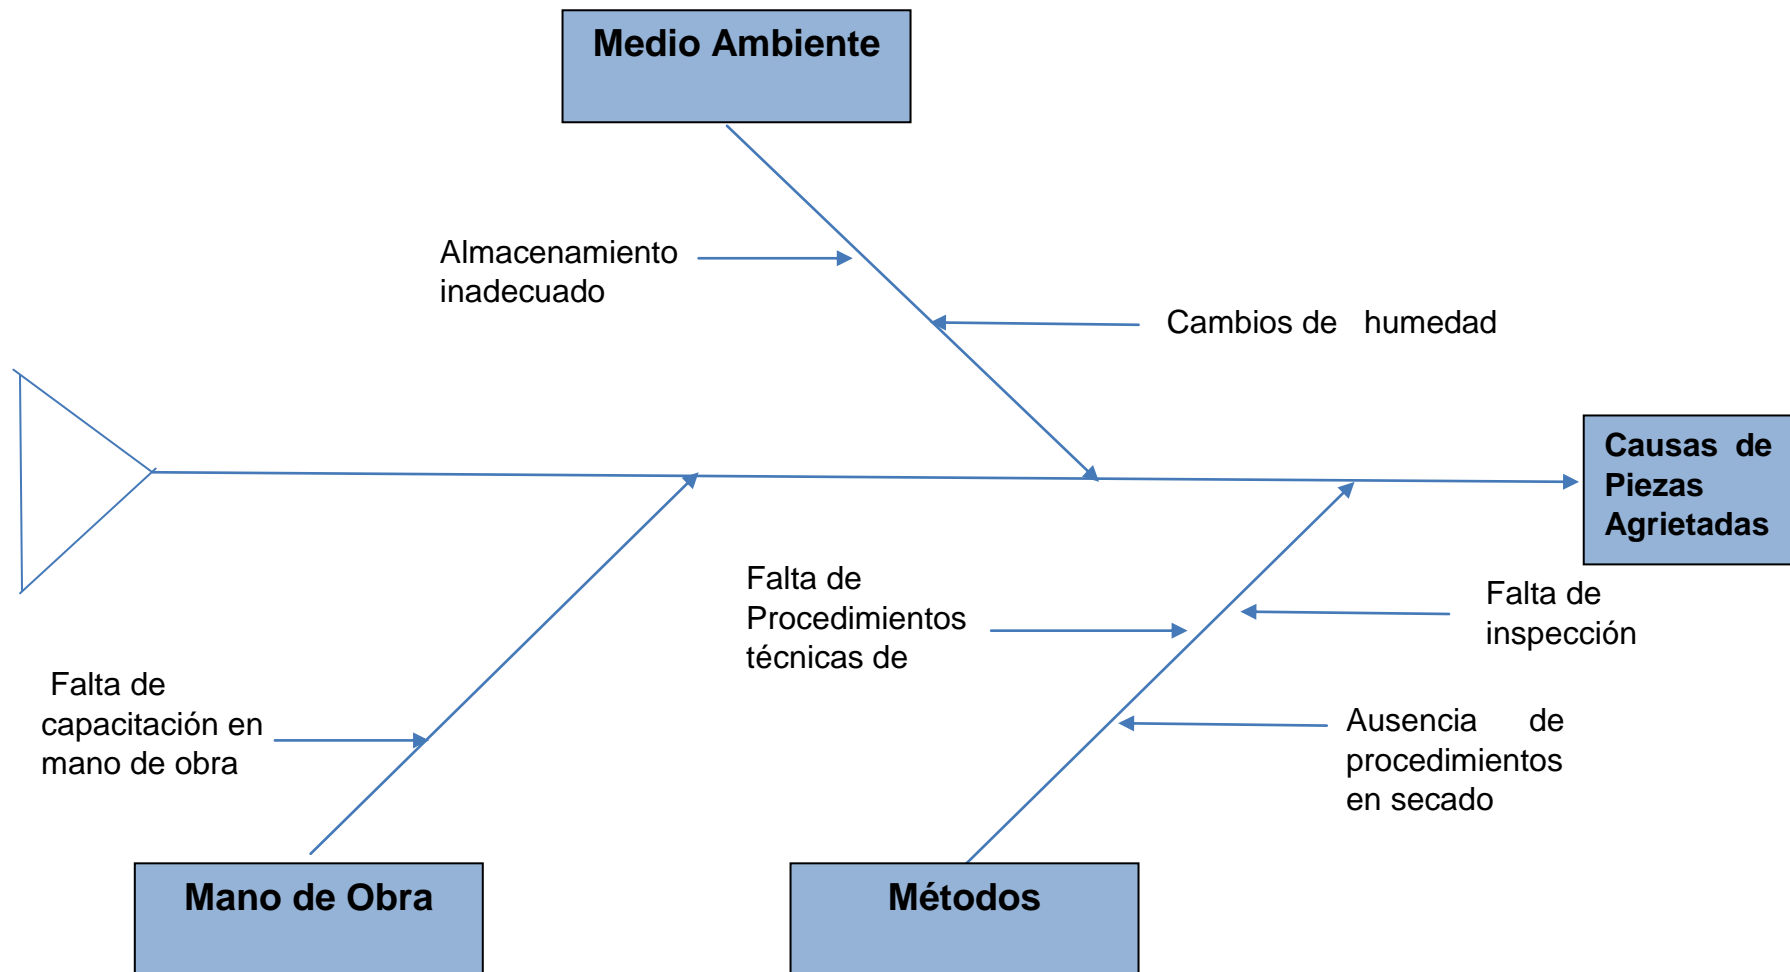 Medio Ambiente
Almacenamiento
inadecuado
Cambios de humedad
Causas de
Piezas
Agrietadas
Falta de
Procedimientos
técnicas de
Falta de
inspección
Falta de
capacitación en
mano de obra
Ausencia de
procedimientos
en secado
Mano de Obra
Métodos